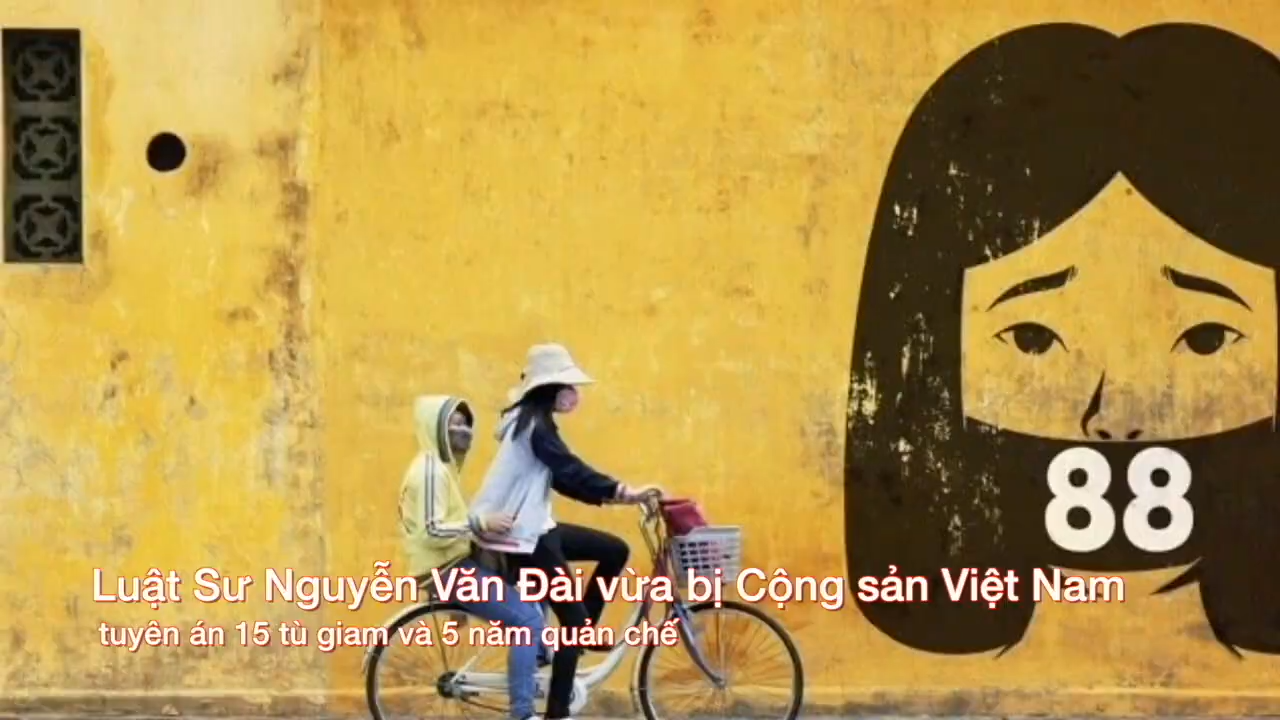 88
Luật Sư Nguyễn Văn Đài vừa bị Cộng sản Việt Nam
tuyên án 15 tù giam và 5 năm quản chế